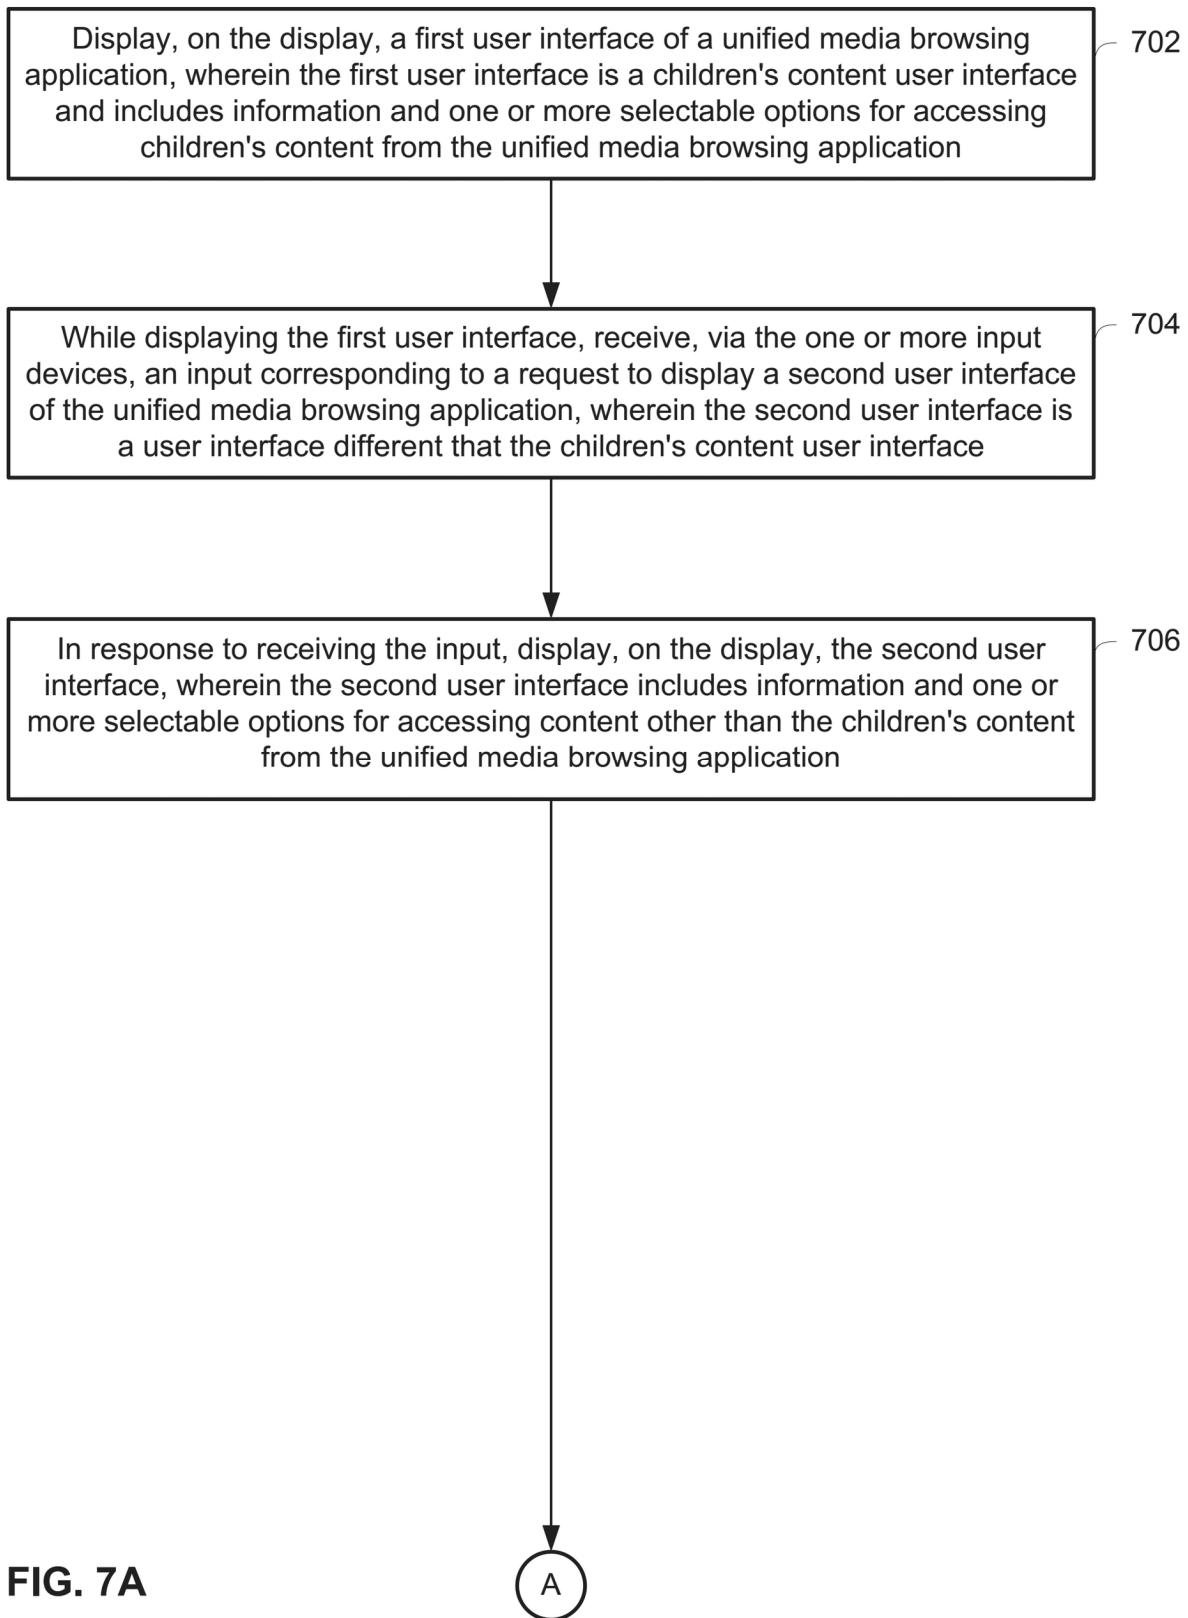 Display, on the display, a first user interface of a unified media browsing
application, wherein the first user interface is a children's content user interface
and includes information and one or more selectable options for accessing
children's content from the unified media browsing application
702
While displaying the first user interface, receive, via the one or more input
devices, an input corresponding to a request to display a second user interface
of the unified media browsing application, wherein the second user interface is
a user interface different that the children's content user interface
704
In response to receiving the input, display, on the display, the second user
interface, wherein the second user interface includes information and one or
more selectable options for accessing content other than the children's content
from the unified media browsing application
706
FIG. 7A
A